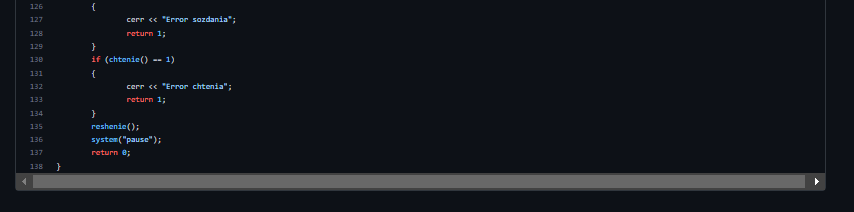 126 {
127 cerr << "Error sozdania";
128 return 1;
129 }
130 if (chtenie() == 1)
131 {
132 cerr << "Error chtenia";
133 return 1;
134 }
135 reshenie();
136 system("pause");
137 return 0;
138 }